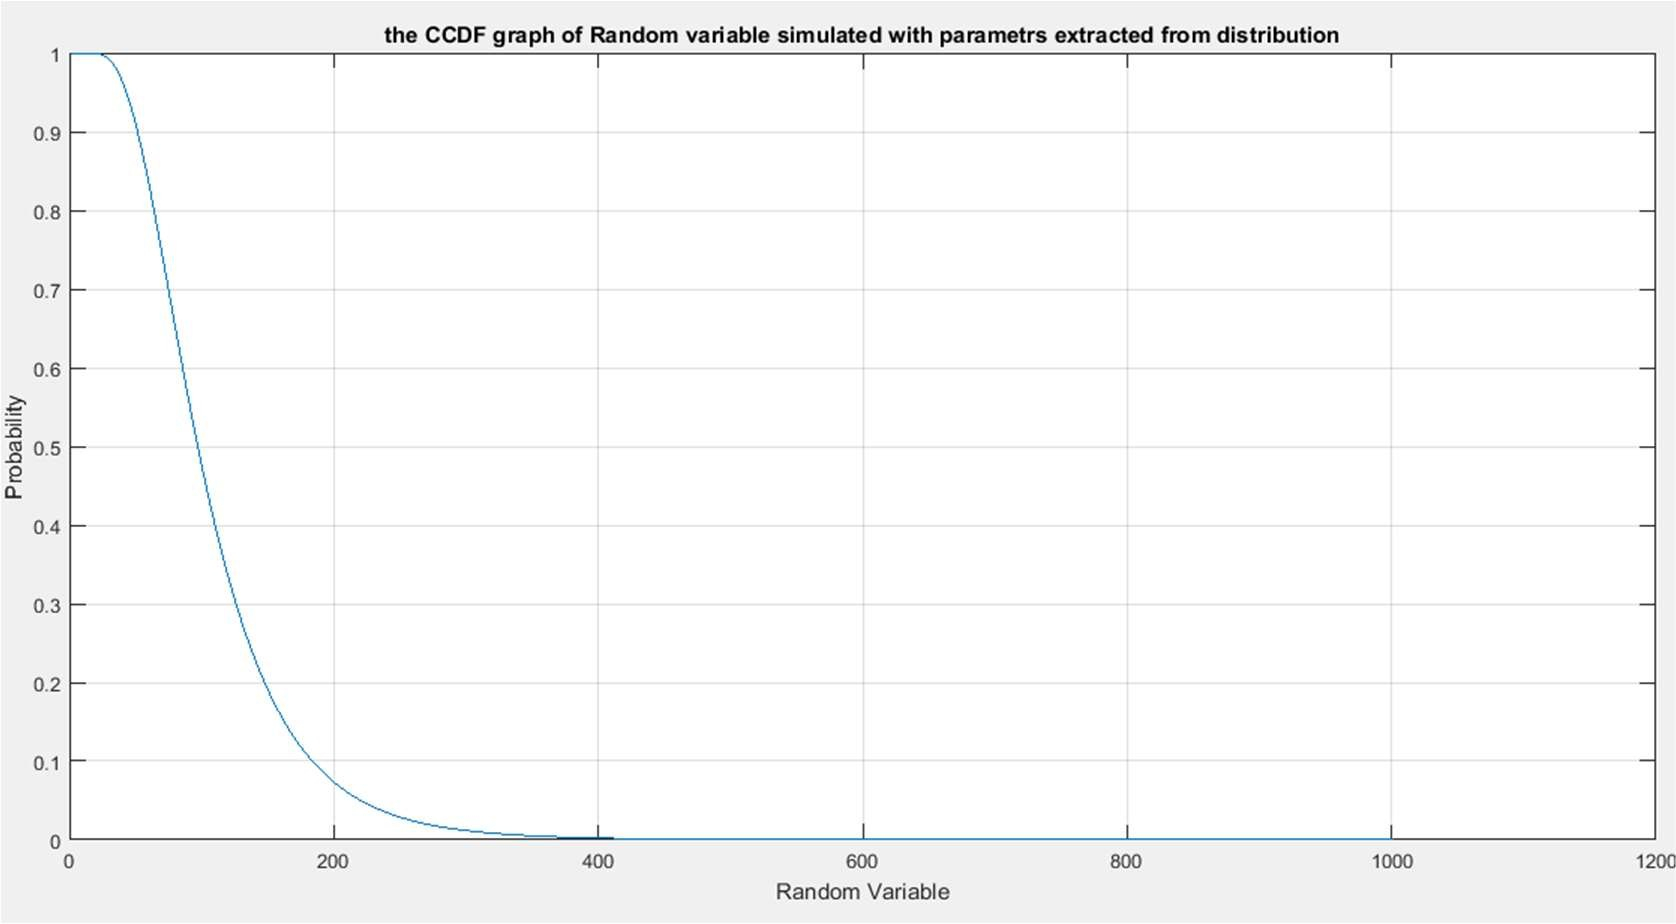 the CCDF graph of Random variable simulated with parametrs extracted from distribution
1
0.9
0.8
0.7
0.6
0.5
0.4
0.3
0.2
0.1
0
Probability
0 200 400 600 800 1000 1200
Random Variable